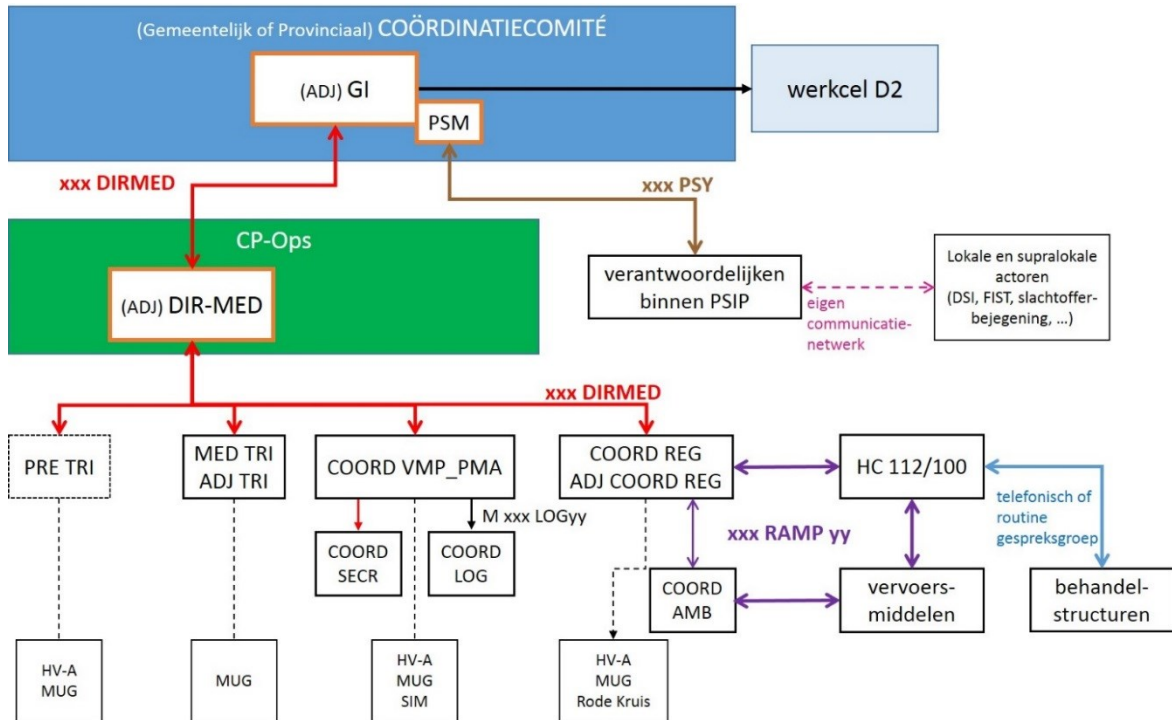 (Gemeentelijk of Provinciaal) COÖRDINATIECOMITÉ
(ADJ) GI
PSM
werkcel D2
xxx DIRMED
xxx PSY
CP-Ops
(ADJ) DIR-MED
verantwoordelijken
binnen PSIP
eigen
communicatie-
netwerk
Lokale en supralokale
actoren
(DSI, FIST, slachtoffer-
bejegening, ...)
xxx DIRMED
PRE TRI
MED TRI
ADJ TRI
COORD VMP_PMA
COORD REG
ADJ COORD REG
HC 112/100
telefonisch of
routine
gespreksgroep
M xxx LOGyy
xxx RAMP yy
COORD
SECR
COORD
LOG
COORD
AMB
vervoers-
middelen
behandel-
structuren
HV-A
MUG
MUG
HV-A
MUG
SIM
HV-A
MUG
Rode Kruis